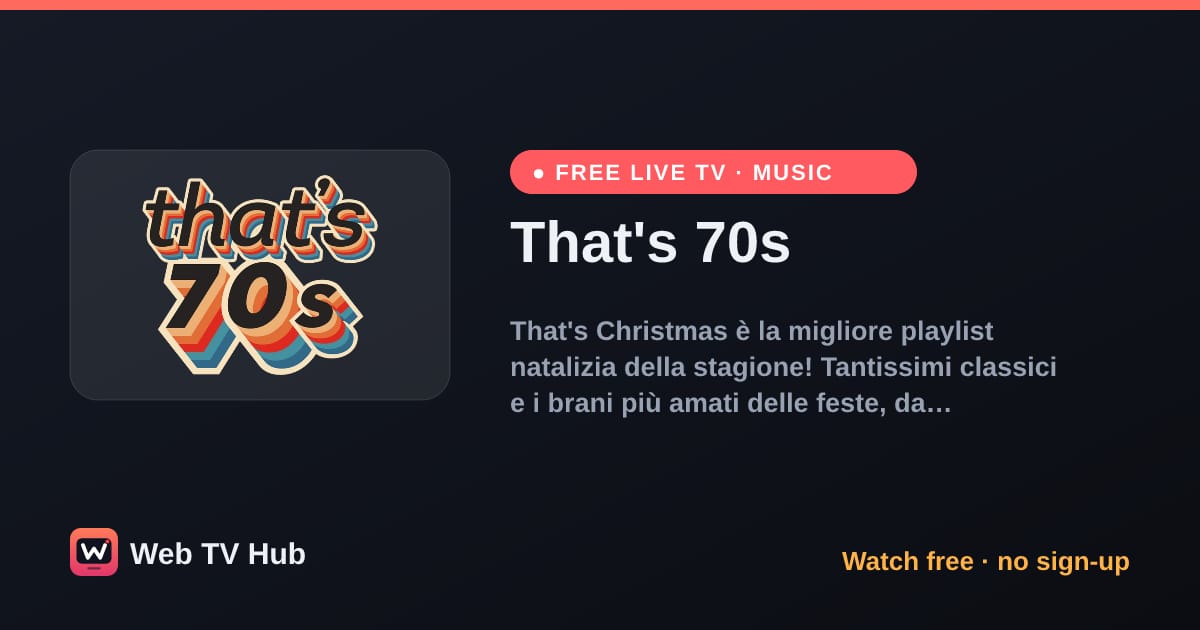 that's
70s
• FREE LIVE TV · MUSIC
That's 70s
That's Christmas è la migliore playlist
natalizia della stagione! Tantissimi classici
e i brani più amati delle feste, da...
W
Web TV Hub
Watch free · no sign-up